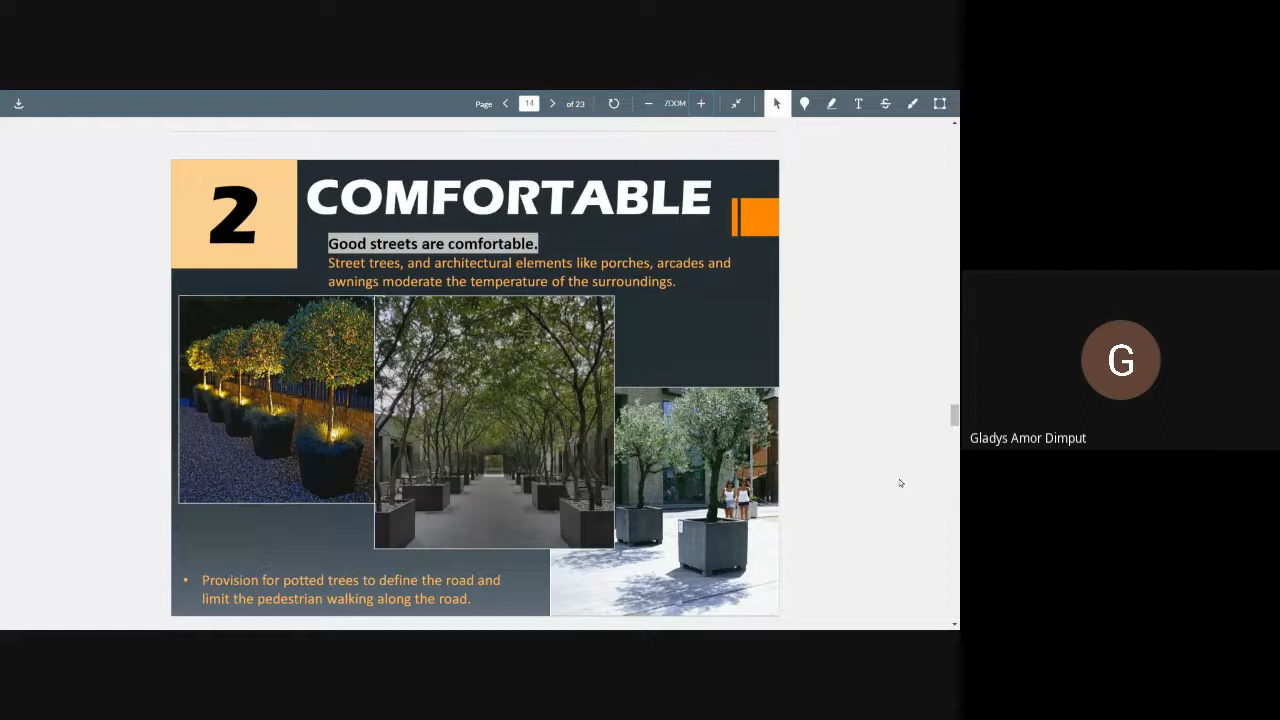 Page 14 of 23 ZOOM
2 COMFORTABLE
Good streets are comfortable.
Street trees, and architectural elements like porches, arcades and
awnings moderate the temperature of the surroundings.
• Provision for potted trees to define the road and
limit the pedestrian walking along the road.
G
Gladys Amor Dimput